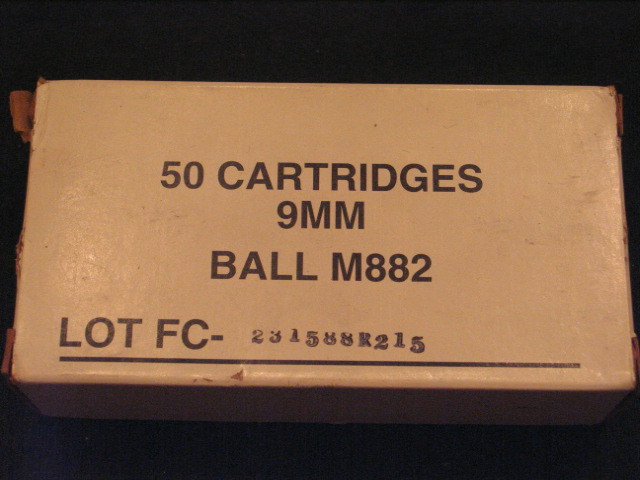 50 CARTRIDGES
9MM
BALL M882
LOT FC- 231588R215